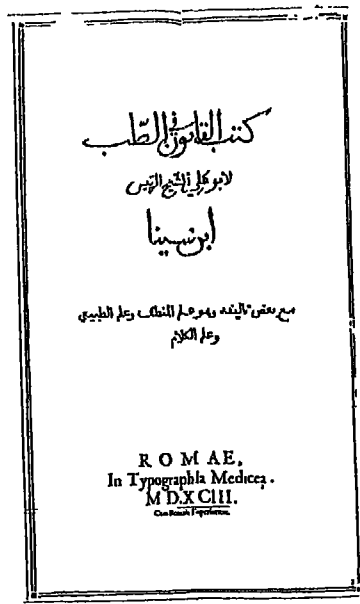 كتب القانون في الطب
لابو علي الشيخ الرئيس
ابن سينا
مع بعض تاليفه وهو علم المنطق وعلم الطبيعي
وعلم الكلام
ROMAE,
In Typographia Medicea.
M D.XCIII.